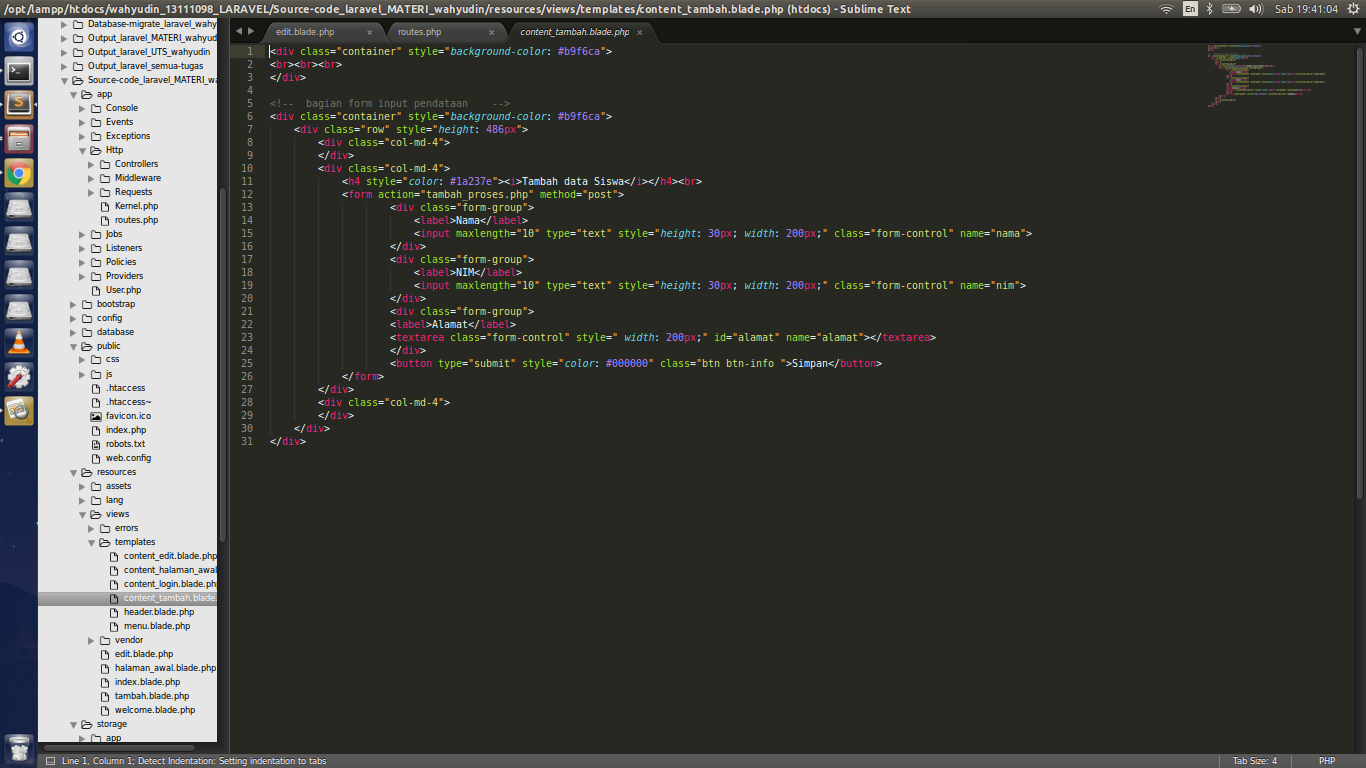 /opt/lampp/htdocs/wahyudin_13111098_LARAVEL/Source-code_laravel_MATERI_wahyudin/resources/views/templates/content_tambah.blade.php (htdocs) - Sublime Text
En
Sab 19:41:04
Database-migrate_laravel_wahy
Output_laravel_MATERI_wahyud
Output_laravel_UTS_wahyudin
Output_laravel_semua-tugas
Source-code_laravel_MATERI_wa
app
Console
Events
Exceptions
Http
Controllers
Middleware
Requests
Kernel.php
routes.php
Jobs
Listeners
Policies
Providers
User.php
bootstrap
config
database
public
css
js
.htaccess
.htaccess~
favicon.ico
index.php
robots.txt
web.config
resources
assets
lang
views
errors
templates
content_edit.blade.php
content_halaman_awal
content_login.blade.ph
content_tambah.blade.
header.blade.php
menu.blade.php
vendor
edit.blade.php
halaman_awal.blade.php
index.blade.php
tambah.blade.php
welcome.blade.php
storage
app
edit.blade.php × routes.php × content_tambah.blade.php ×
1 <div class="container" style="background-color: #b9f6ca">
2 <br><br><br>
3 </div>
4
5 <!--  bagian form input pendataan    -->
6 <div class="container" style="background-color: #b9f6ca">
7     <div class="row" style="height: 486px">
8         <div class="col-md-4">
9         </div>
10         <div class="col-md-4">
11             <h4 style="color: #1a237e"><i>Tambah data Siswa</i></h4><br>
12             <form action="tambah_proses.php" method="post">
13                     <div class="form-group">
14                         <label>Nama</label>
15                         <input maxlength="10" type="text" style="height: 30px; width: 200px;" class="form-control" name="nama">
16                     </div>
17                     <div class="form-group">
18                         <label>NIM</label>
19                         <input maxlength="10" type="text" style="height: 30px; width: 200px;" class="form-control" name="nim">
20                     </div>
21                     <div class="form-group">
22                     <label>Alamat</label>
23                     <textarea class="form-control" style=" width: 200px;" id="alamat" name="alamat"></textarea>
24                     </div>
25                     <button type="submit" style="color: #000000" class="btn btn-info ">Simpan</button>
26             </form>
27         </div>
28         <div class="col-md-4">
29         </div>
30     </div>
31 </div>
Line 1, Column 1; Detect Indentation: Setting indentation to tabs
Tab Size: 4
PHP